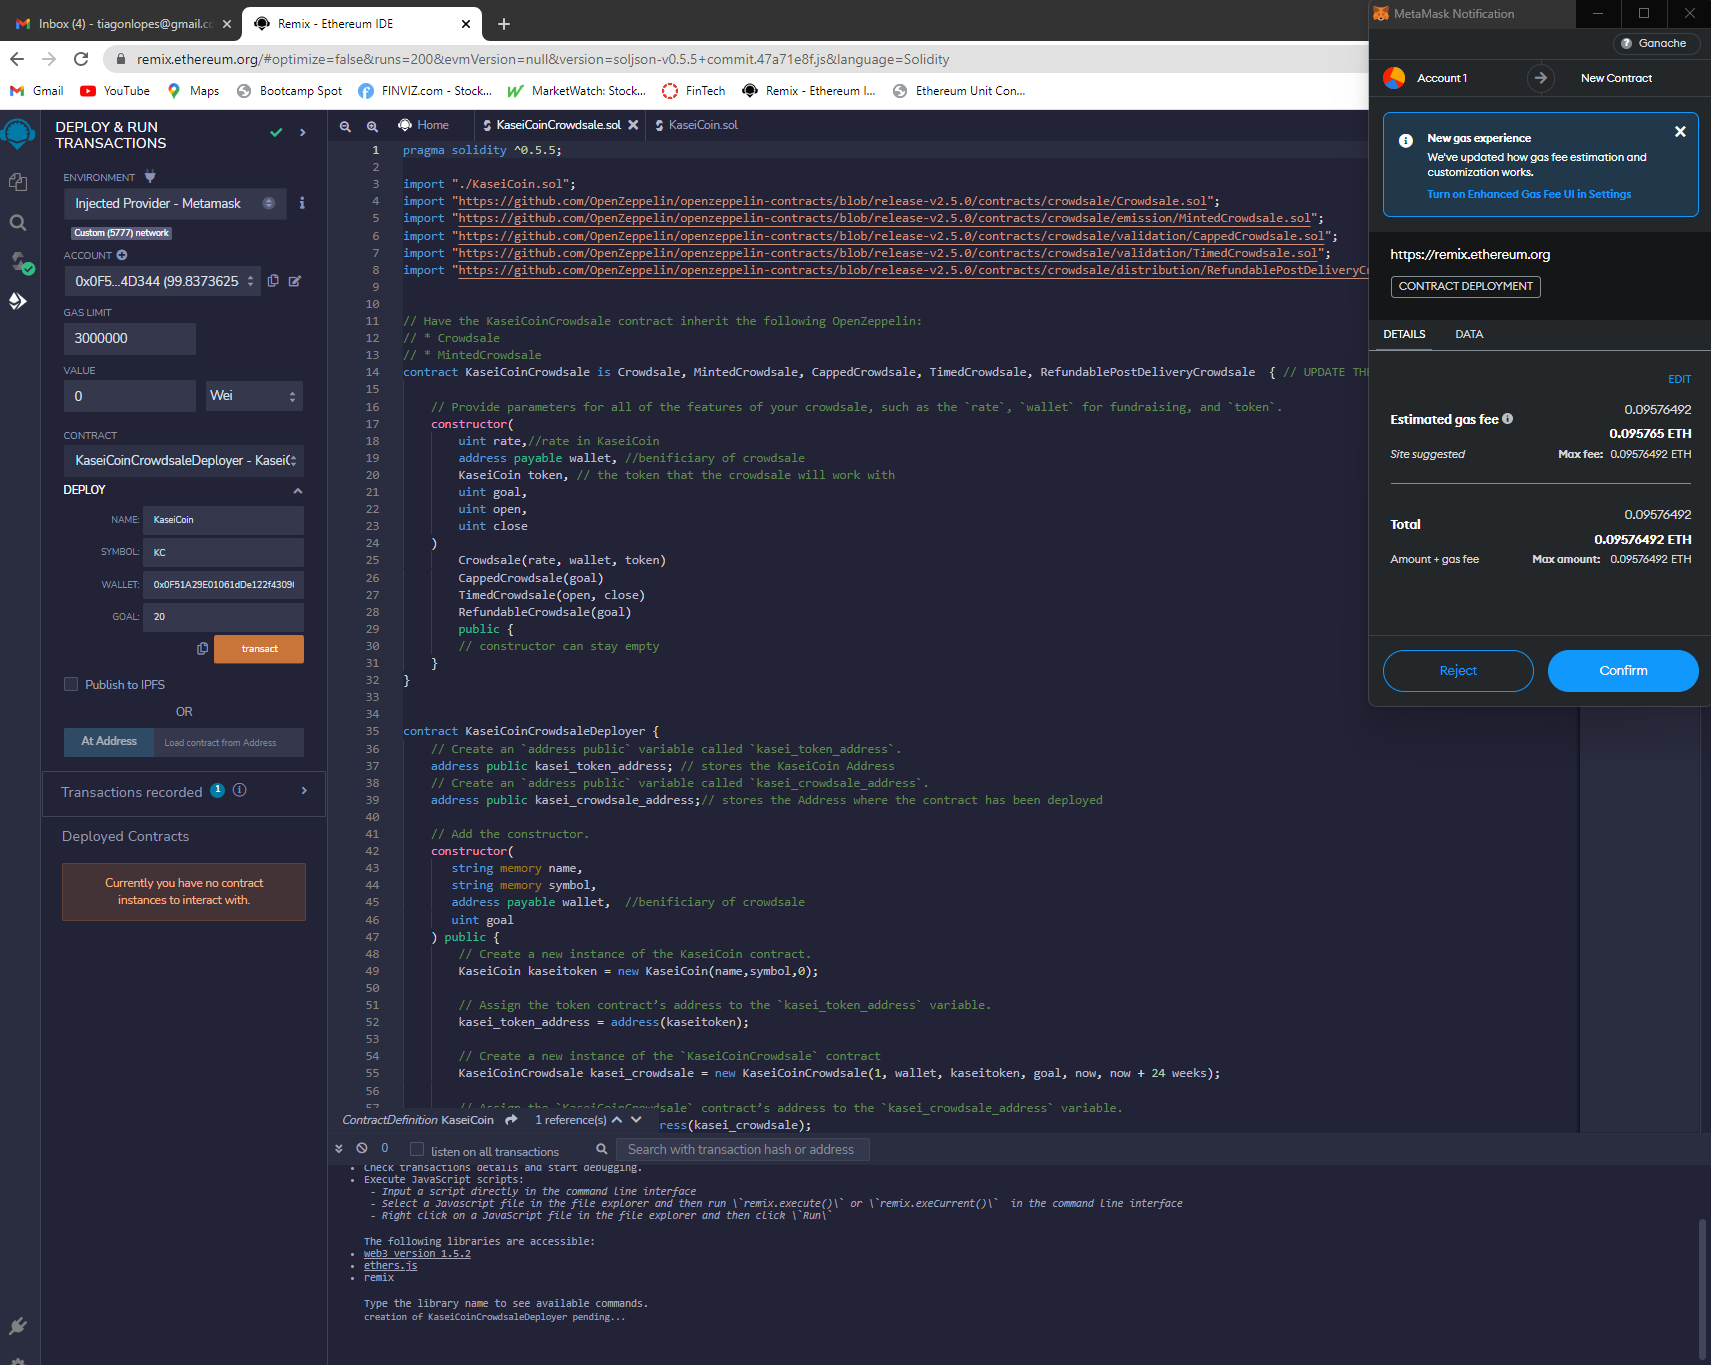 Inbox (4) - tiagonlopes@gmail.co
Remix - Ethereum IDE
remix.ethereum.org/#optimize=false&runs=200&evmVersion=null&version=soljson-v0.5.5+commit.47a71e8f.js&language=Solidity
Gmail
YouTube
Maps
Bootcamp Spot
FINVIZ.com - Stock...
MarketWatch: Stock...
FinTech
Remix - Ethereum I...
Ethereum Unit Con...
DEPLOY & RUN
TRANSACTIONS
ENVIRONMENT
Injected Provider - Metamask
Custom (5777) network
ACCOUNT
0x0F5...4D344 (99.8373625
GAS LIMIT
3000000
VALUE
0
Wei
CONTRACT
KaseiCoinCrowdsaleDeployer - KaseiC
DEPLOY
NAME: KaseiCoin
SYMBOL: KC
WALLET: 0x0F51A29E01061dDe122f4309
GOAL: 20
transact
Publish to IPFS
OR
At Address
Load contract from Address
Transactions recorded 1
Deployed Contracts
Currently you have no contract
instances to interact with.
Home
KaseiCoinCrowdsale.sol
KaseiCoin.sol
1 pragma solidity ^0.5.5;
2
3 import "./KaseiCoin.sol";
4 import "https://github.com/OpenZeppelin/openzeppelin-contracts/blob/release-v2.5.0/contracts/crowdsale/Crowdsale.sol";
5 import "https://github.com/OpenZeppelin/openzeppelin-contracts/blob/release-v2.5.0/contracts/crowdsale/emission/MintedCrowdsale.sol";
6 import "https://github.com/OpenZeppelin/openzeppelin-contracts/blob/release-v2.5.0/contracts/crowdsale/validation/CappedCrowdsale.sol";
7 import "https://github.com/OpenZeppelin/openzeppelin-contracts/blob/release-v2.5.0/contracts/crowdsale/validation/TimedCrowdsale.sol";
8 import "https://github.com/OpenZeppelin/openzeppelin-contracts/blob/release-v2.5.0/contracts/crowdsale/distribution/RefundablePostDeliveryCr
9
10
11 // Have the KaseiCoinCrowdsale contract inherit the following OpenZeppelin:
12 // * Crowdsale
13 // * MintedCrowdsale
14 contract KaseiCoinCrowdsale is Crowdsale, MintedCrowdsale, CappedCrowdsale, TimedCrowdsale, RefundablePostDeliveryCrowdsale { // UPDATE THE
15
16 // Provide parameters for all of the features of your crowdsale, such as the `rate`, `wallet` for fundraising, and `token`.
17 constructor(
18 uint rate,//rate in KaseiCoin
19 address payable wallet, //benificiary of crowdsale
20 KaseiCoin token, // the token that the crowdsale will work with
21 uint goal,
22 uint open,
23 uint close
24 )
25 Crowdsale(rate, wallet, token)
26 CappedCrowdsale(goal)
27 TimedCrowdsale(open, close)
28 RefundableCrowdsale(goal)
29 public {
30 // constructor can stay empty
31 }
32 }
33
34
35 contract KaseiCoinCrowdsaleDeployer {
36 // Create an `address public` variable called `kasei_token_address`.
37 address public kasei_token_address; // stores the KaseiCoin Address
38 // Create an `address public` variable called `kasei_crowdsale_address`.
39 address public kasei_crowdsale_address;// stores the Address where the contract has been deployed
40
41 // Add the constructor.
42 constructor(
43 string memory name,
44 string memory symbol,
45 address payable wallet, //benificiary of crowdsale
46 uint goal
47 ) public {
48 // Create a new instance of the KaseiCoin contract.
49 KaseiCoin kaseitoken = new KaseiCoin(name,symbol,0);
50
51 // Assign the token contract’s address to the `kasei_token_address` variable.
52 kasei_token_address = address(kaseitoken);
53
54 // Create a new instance of the `KaseiCoinCrowdsale` contract
55 KaseiCoinCrowdsale kasei_crowdsale = new KaseiCoinCrowdsale(1, wallet, kaseitoken, goal, now, now + 24 weeks);
56
57 // Assign the `KaseiCoinCrowdsale` contract’s address to the `kasei_crowdsale_address` variable.
ContractDefinition KaseiCoin 1 reference(s) ress(kasei_crowdsale);
0
listen on all transactions
Search with transaction hash or address
Check transactions details and start debugging.
Execute JavaScript scripts:
- Input a script directly in the command line interface
- Select a Javascript file in the file explorer and then run \`remix.execute()\` or \`remix.exeCurrent()\` in the command line interface
- Right click on a JavaScript file in the file explorer and then click \`Run\`
The following libraries are accessible:
web3 version 1.5.2
ethers.js
remix
Type the library name to see available commands.
creation of KaseiCoinCrowdsaleDeployer pending...
MetaMask Notification
Ganache
Account 1
New Contract
New gas experience
We've updated how gas fee estimation and
customization works.
Turn on Enhanced Gas Fee UI in Settings
https://remix.ethereum.org
CONTRACT DEPLOYMENT
DETAILS
DATA
EDIT
0.09576492
Estimated gas fee
0.095765 ETH
Site suggested
Max fee: 0.09576492 ETH
0.09576492
Total
0.09576492 ETH
Amount + gas fee
Max amount: 0.09576492 ETH
Reject
Confirm